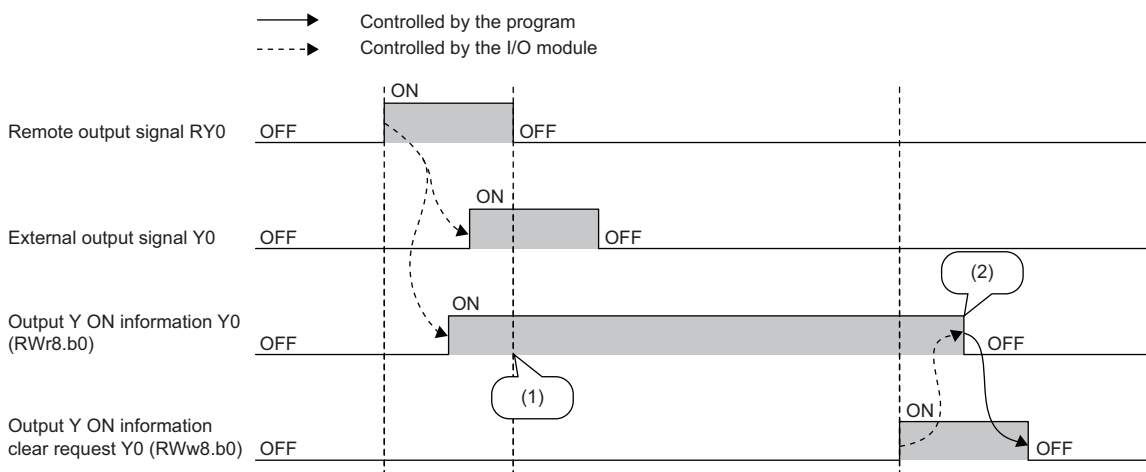 Controlled by the program
Controlled by the I/O module
ON
Remote output signal RY0
OFF
OFF
ON
External output signal Y0
OFF
OFF
(2)
ON
Output Y ON information Y0
(RWr8.b0)
OFF
OFF
(1)
ON
Output Y ON information
clear request Y0 (RWw8.b0)
OFF
OFF